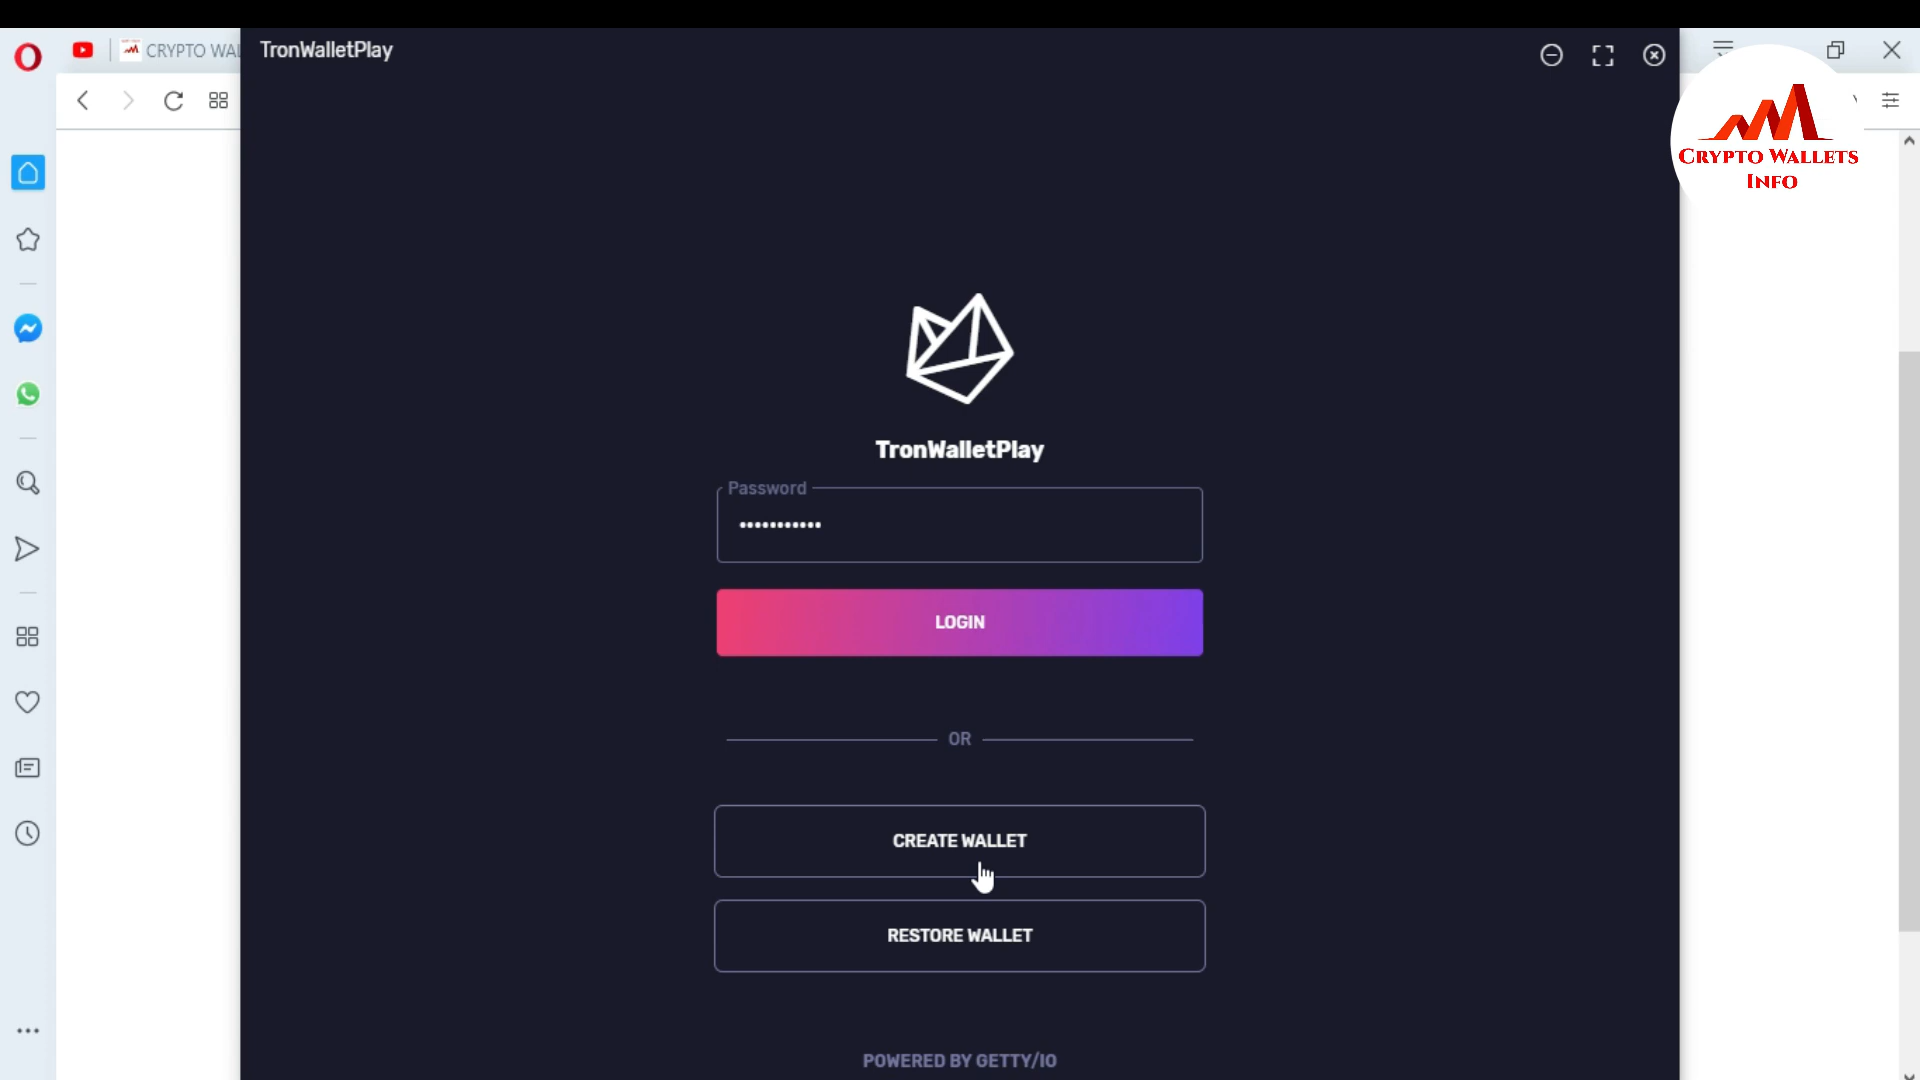 CRYPTO WAL
TronWalletPlay
CRYPTO WALLETS
INFO
TronWalletPlay
Password
LOGIN
OR
CREATE WALLET
RESTORE WALLET
POWERED BY GETTY/IO